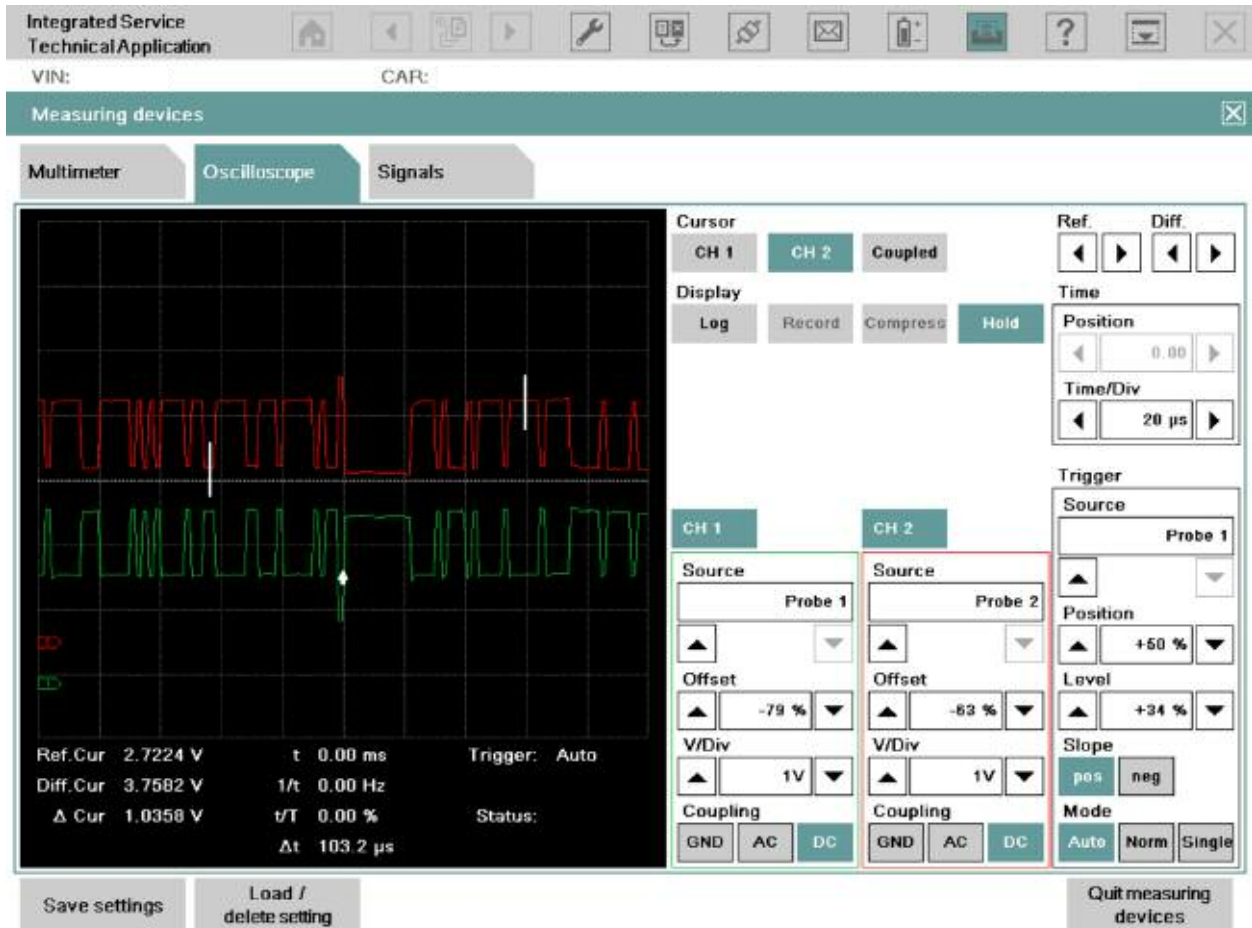 Integrated Service
Technical Application
VIN: CAR:
Measuring devices
Multimeter Oscilloscope Signals
Cursor Ref. Diff.
CH 1 CH 2 Coupled
Display Time
Log Record Compress Hold Position
0.00
Time/Div
20 µs
Trigger
Source
CH 1 CH 2 Probe 1
Source Source
Probe 1 Probe 2 Position
+50 %
Offset Offset Level
-79 % -63 % +34 %
V/Div V/Div Slope
1V 1V pos neg
Coupling Coupling Mode
GND AC DC GND AC DC Auto Norm Single
Ref.Cur 2.7224 V t 0.00 ms Trigger: Auto
Diff.Cur 3.7582 V 1/t 0.00 Hz
Δ Cur 1.0358 V t/T 0.00 % Status:
Δt 103.2 µs
Save settings Load / delete setting Quit measuring devices